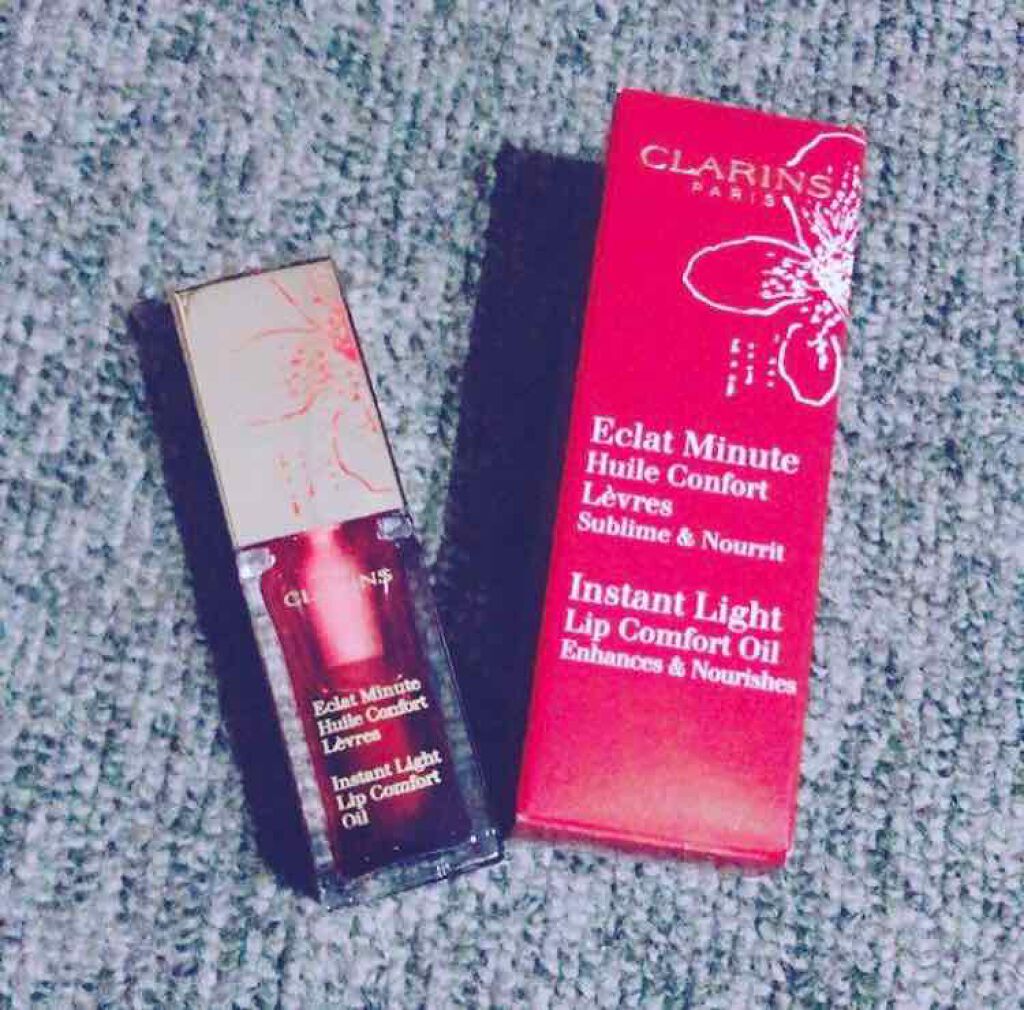 CLARINS
PARIS
Eclat Minute
Huile Confort
Lèvres
Sublime & Nourrit
Instant Light
Lip Comfort Oil
Enhances & Nourishes
CLARINS
Eclat Minute
Huile Confort
Lèvres
Instant Light
Lip Comfort
Oil